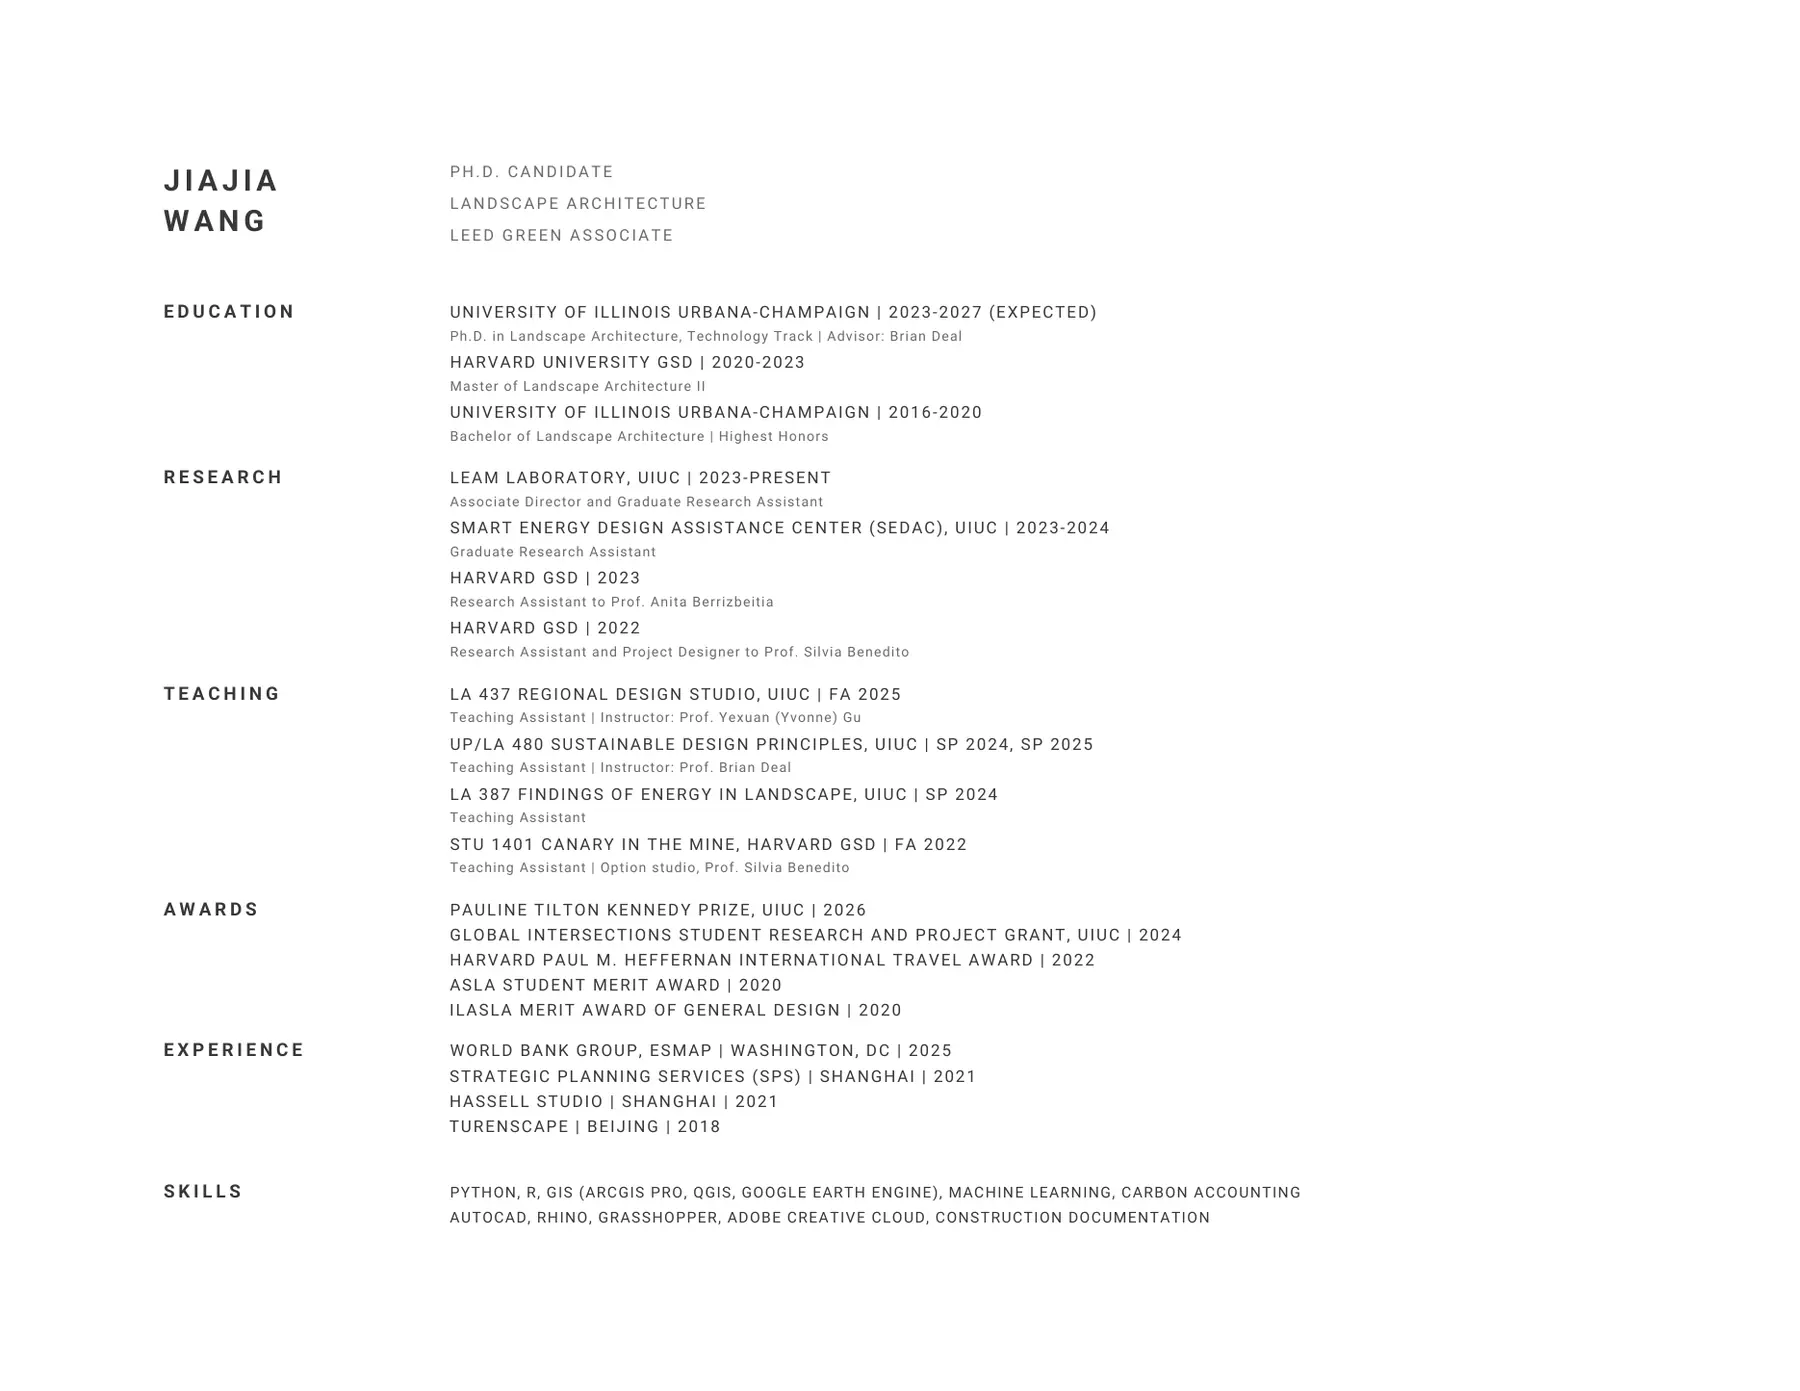 JIAJIA
WANG
PH.D. CANDIDATE
LANDSCAPE ARCHITECTURE
LEED GREEN ASSOCIATE
EDUCATION
UNIVERSITY OF ILLINOIS URBANA-CHAMPAIGN | 2023-2027 (EXPECTED)
Ph.D. in Landscape Architecture, Technology Track | Advisor: Brian Deal
HARVARD UNIVERSITY GSD | 2020-2023
Master of Landscape Architecture II
UNIVERSITY OF ILLINOIS URBANA-CHAMPAIGN | 2016-2020
Bachelor of Landscape Architecture | Highest Honors
RESEARCH
LEAM LABORATORY, UIUC | 2023-PRESENT
Associate Director and Graduate Research Assistant
SMART ENERGY DESIGN ASSISTANCE CENTER (SEDAC), UIUC | 2023-2024
Graduate Research Assistant
HARVARD GSD | 2023
Research Assistant to Prof. Anita Berrizbeitia
HARVARD GSD | 2022
Research Assistant and Project Designer to Prof. Silvia Benedito
TEACHING
LA 437 REGIONAL DESIGN STUDIO, UIUC | FA 2025
Teaching Assistant | Instructor: Prof. Yexuan (Yvonne) Gu
UP/LA 480 SUSTAINABLE DESIGN PRINCIPLES, UIUC | SP 2024, SP 2025
Teaching Assistant | Instructor: Prof. Brian Deal
LA 387 FINDINGS OF ENERGY IN LANDSCAPE, UIUC | SP 2024
Teaching Assistant
STU 1401 CANARY IN THE MINE, HARVARD GSD | FA 2022
Teaching Assistant | Option studio, Prof. Silvia Benedito
AWARDS
PAULINE TILTON KENNEDY PRIZE, UIUC | 2026
GLOBAL INTERSECTIONS STUDENT RESEARCH AND PROJECT GRANT, UIUC | 2024
HARVARD PAUL M. HEFFERNAN INTERNATIONAL TRAVEL AWARD | 2022
ASLA STUDENT MERIT AWARD | 2020
ILASLA MERIT AWARD OF GENERAL DESIGN | 2020
EXPERIENCE
WORLD BANK GROUP, ESMAP | WASHINGTON, DC | 2025
STRATEGIC PLANNING SERVICES (SPS) | SHANGHAI | 2021
HASSELL STUDIO | SHANGHAI | 2021
TURENSCAPE | BEIJING | 2018
SKILLS
PYTHON, R, GIS (ARCGIS PRO, QGIS, GOOGLE EARTH ENGINE), MACHINE LEARNING, CARBON ACCOUNTING
AUTOCAD, RHINO, GRASSHOPPER, ADOBE CREATIVE CLOUD, CONSTRUCTION DOCUMENTATION